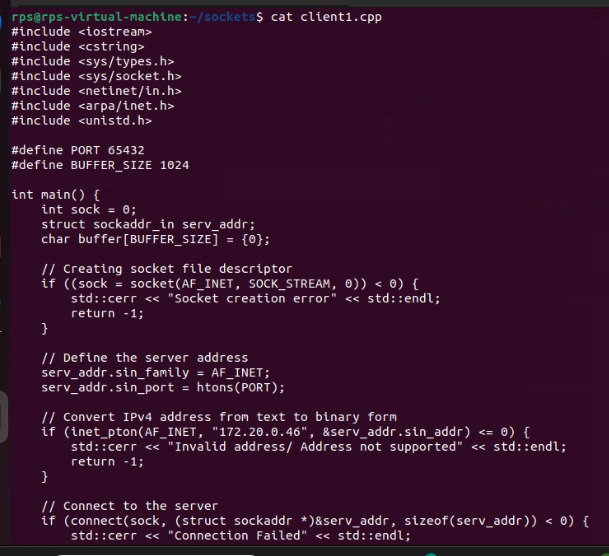 rps@rps-virtual-machine:~/sockets$ cat client1.cpp
#include <iostream>
#include <cstring>
#include <sys/types.h>
#include <sys/socket.h>
#include <netinet/in.h>
#include <arpa/inet.h>
#include <unistd.h>

#define PORT 65432
#define BUFFER_SIZE 1024

int main() {
    int sock = 0;
    struct sockaddr_in serv_addr;
    char buffer[BUFFER_SIZE] = {0};

    // Creating socket file descriptor
    if ((sock = socket(AF_INET, SOCK_STREAM, 0)) < 0) {
        std::cerr << "Socket creation error" << std::endl;
        return -1;
    }

    // Define the server address
    serv_addr.sin_family = AF_INET;
    serv_addr.sin_port = htons(PORT);

    // Convert IPv4 address from text to binary form
    if (inet_pton(AF_INET, "172.20.0.46", &serv_addr.sin_addr) <= 0) {
        std::cerr << "Invalid address/ Address not supported" << std::endl;
        return -1;
    }

    // Connect to the server
    if (connect(sock, (struct sockaddr *)&serv_addr, sizeof(serv_addr)) < 0) {
        std::cerr << "Connection Failed" << std::endl;